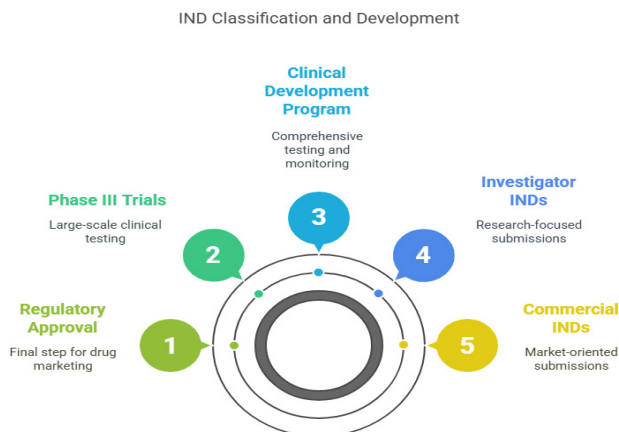 IND Classification and Development
Clinical
Development
Program
Comprehensive
testing and
monitoring
Phase III Trials
Large-scale clinical
testing
Investigator
INDs
Research-focused
submissions
3
2
4
Regulatory
Approval
Final step for drug
marketing
1
5
Commercial
INDs
Market-oriented
submissions